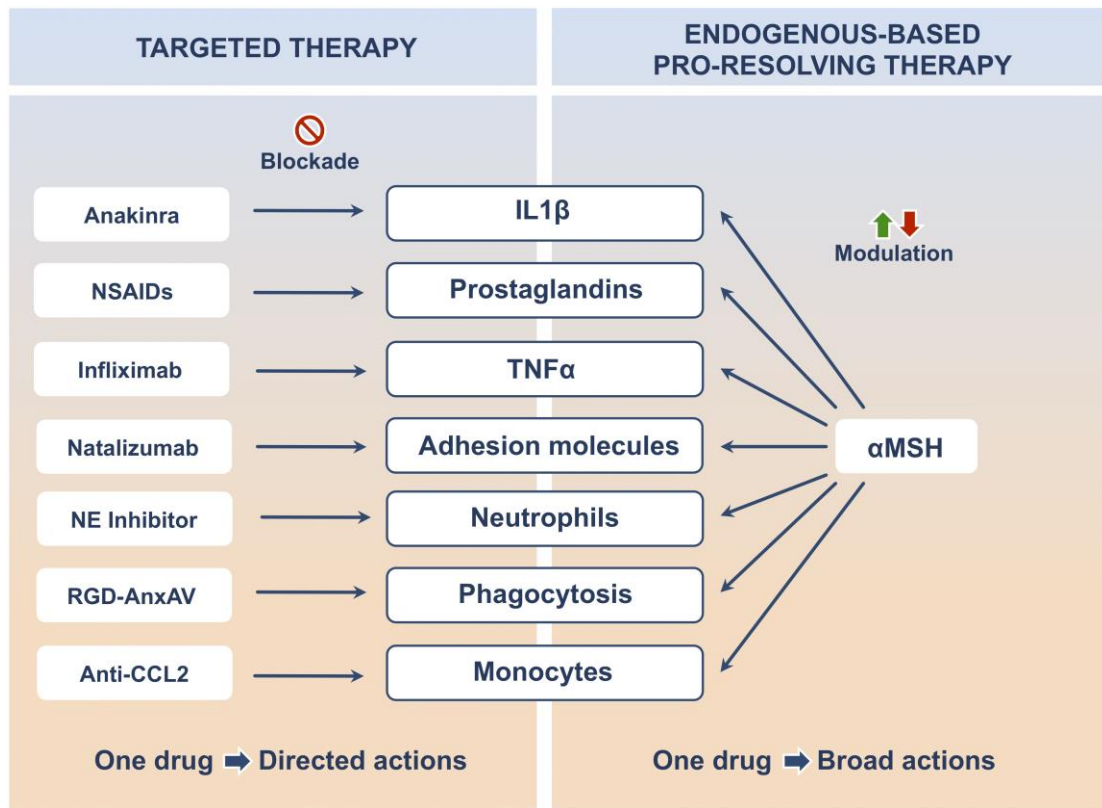 TARGETED THERAPY
ENDOGENOUS-BASED
PRO-RESOLVING THERAPY
Blockade
Modulation
Anakinra
IL1β
NSAIDs
Prostaglandins
Infliximab
TNFα
Natalizumab
Adhesion molecules
αMSH
NE Inhibitor
Neutrophils
RGD-AnxAV
Phagocytosis
Anti-CCL2
Monocytes
One drug ➡ Directed actions
One drug ➡ Broad actions